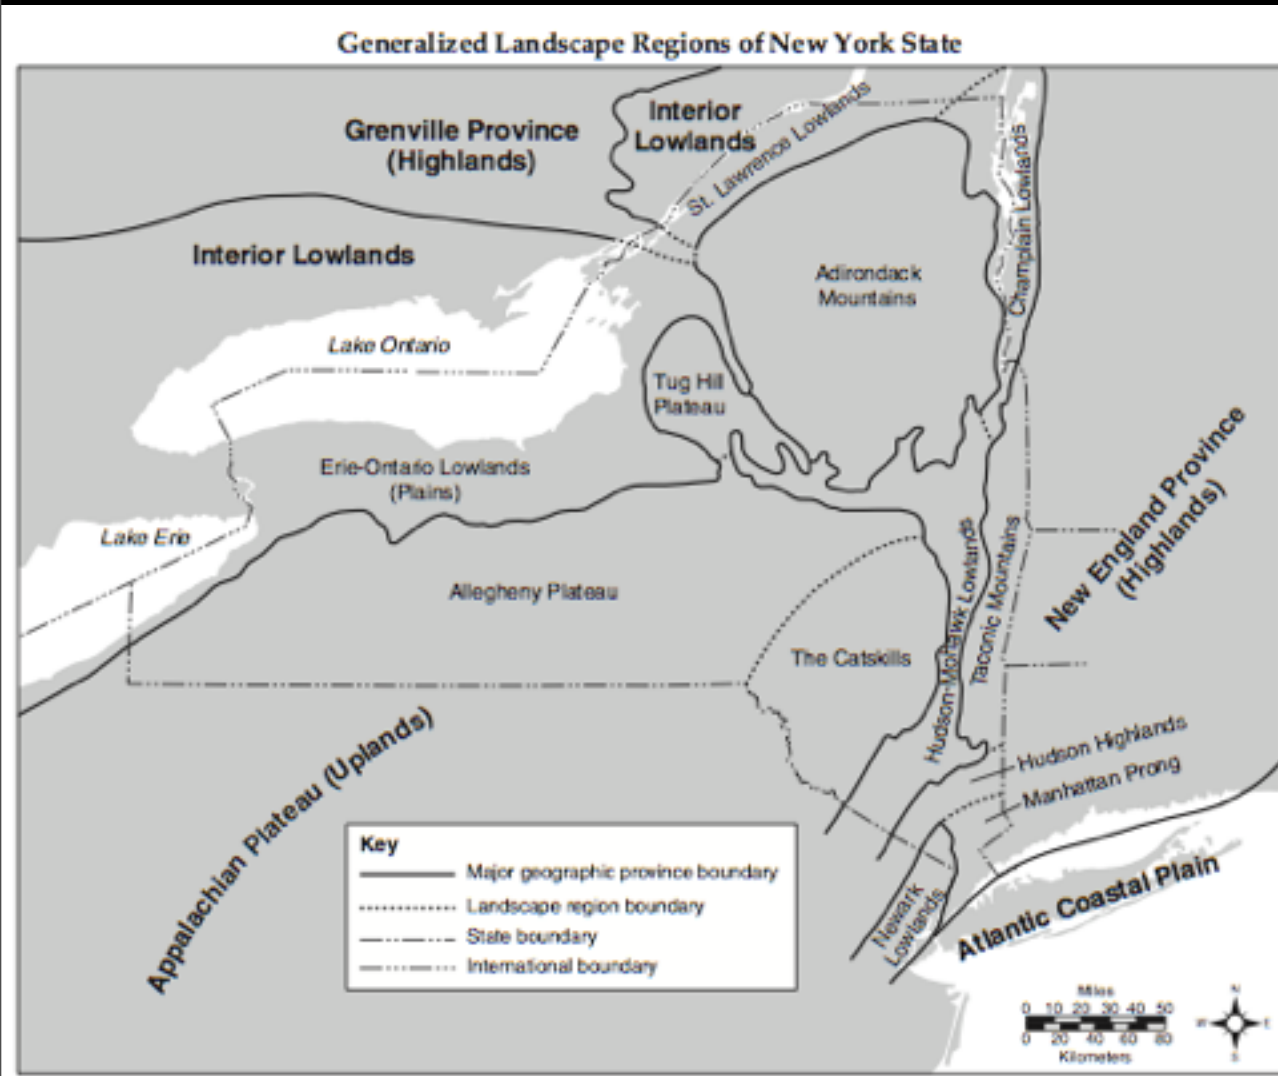 Generalized Landscape Regions of New York State
Grenville Province
(Highlands)
Interior
Lowlands
St. Lawrence Lowlands
Champlain Lowlands
Interior Lowlands
Adirondack
Mountains
Lake Ontario
Tug Hill
Plateau
Erie-Ontario Lowlands
(Plains)
Lake Erie
New England Province
(Highlands)
Allegheny Plateau
The Catskills
Hudson-Mohawk Lowlands
Taconic Mountains
Appalachian Plateau (Uplands)
Hudson Highlands
Manhattan Prong
Newark
Lowlands
Atlantic Coastal Plain
Key
Major geographic province boundary
Landscape region boundary
State boundary
International boundary
Miles
0 10 20 30 40 50
0 20 40 60 80
Kilometers
N
W E
S